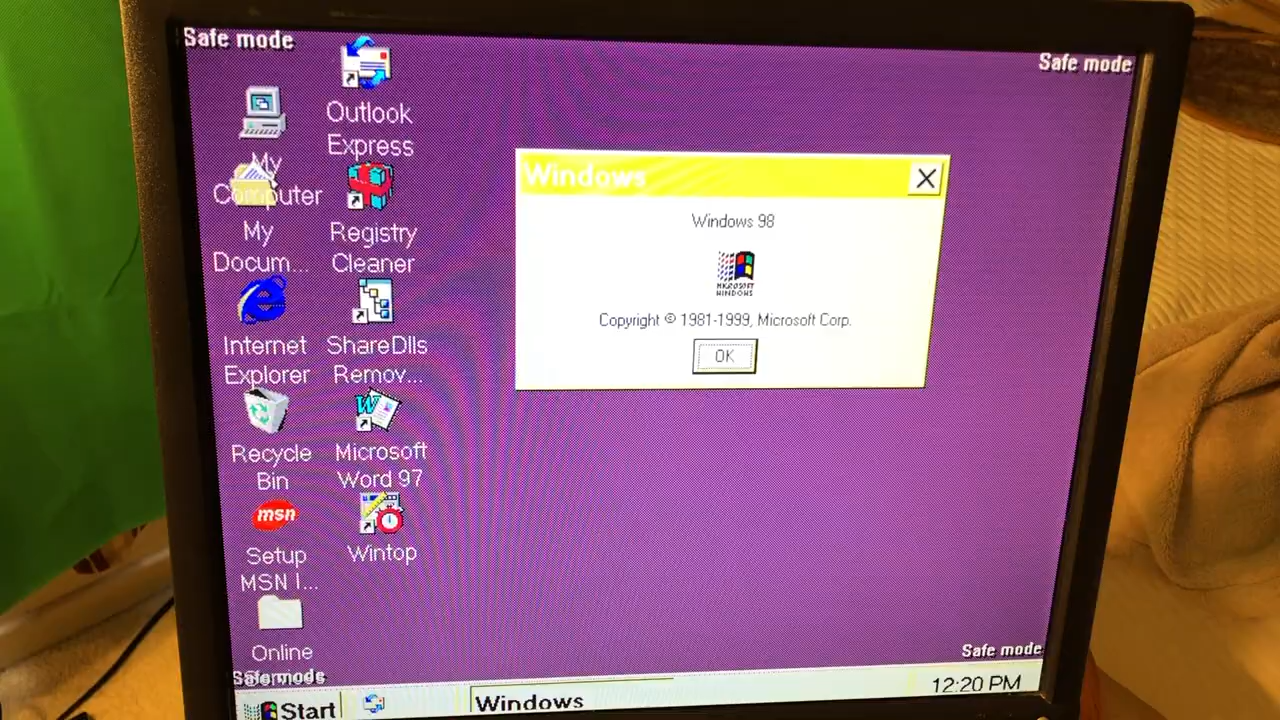 Safe mode
Safe mode
Outlook
Express
My
Computer
My
Docum...
Registry
Cleaner
Internet
Explorer
ShareDlls
Remov...
Recycle
Bin
Microsoft
Word 97
msn
Setup
MSN I...
Wintop
Online
Windows
Windows 98
MICROSOFT
WINDOWS
Copyright © 1981-1999, Microsoft Corp.
OK
Safe mode
Safe mode
Start
Windows
12:20 PM